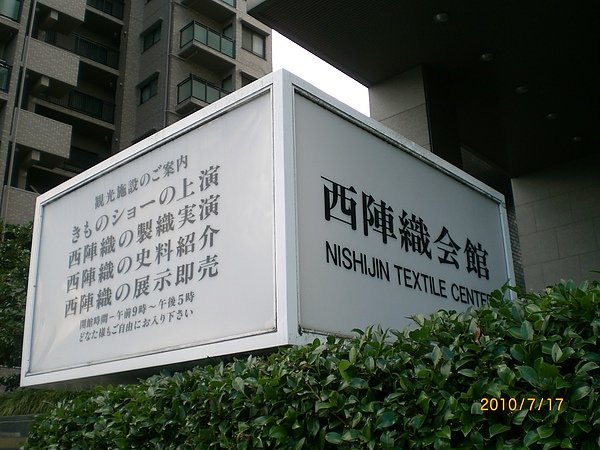 観光施設のご案内
きものショーの上演
西陣織の製織実演
西陣織の史料紹介
西陣織の展示即売
開館時間－午前9時～午後5時
どなた様もご自由にお入り下さい
西陣織会館
NISHIJIN TEXTILE CENTER
2010/7/17